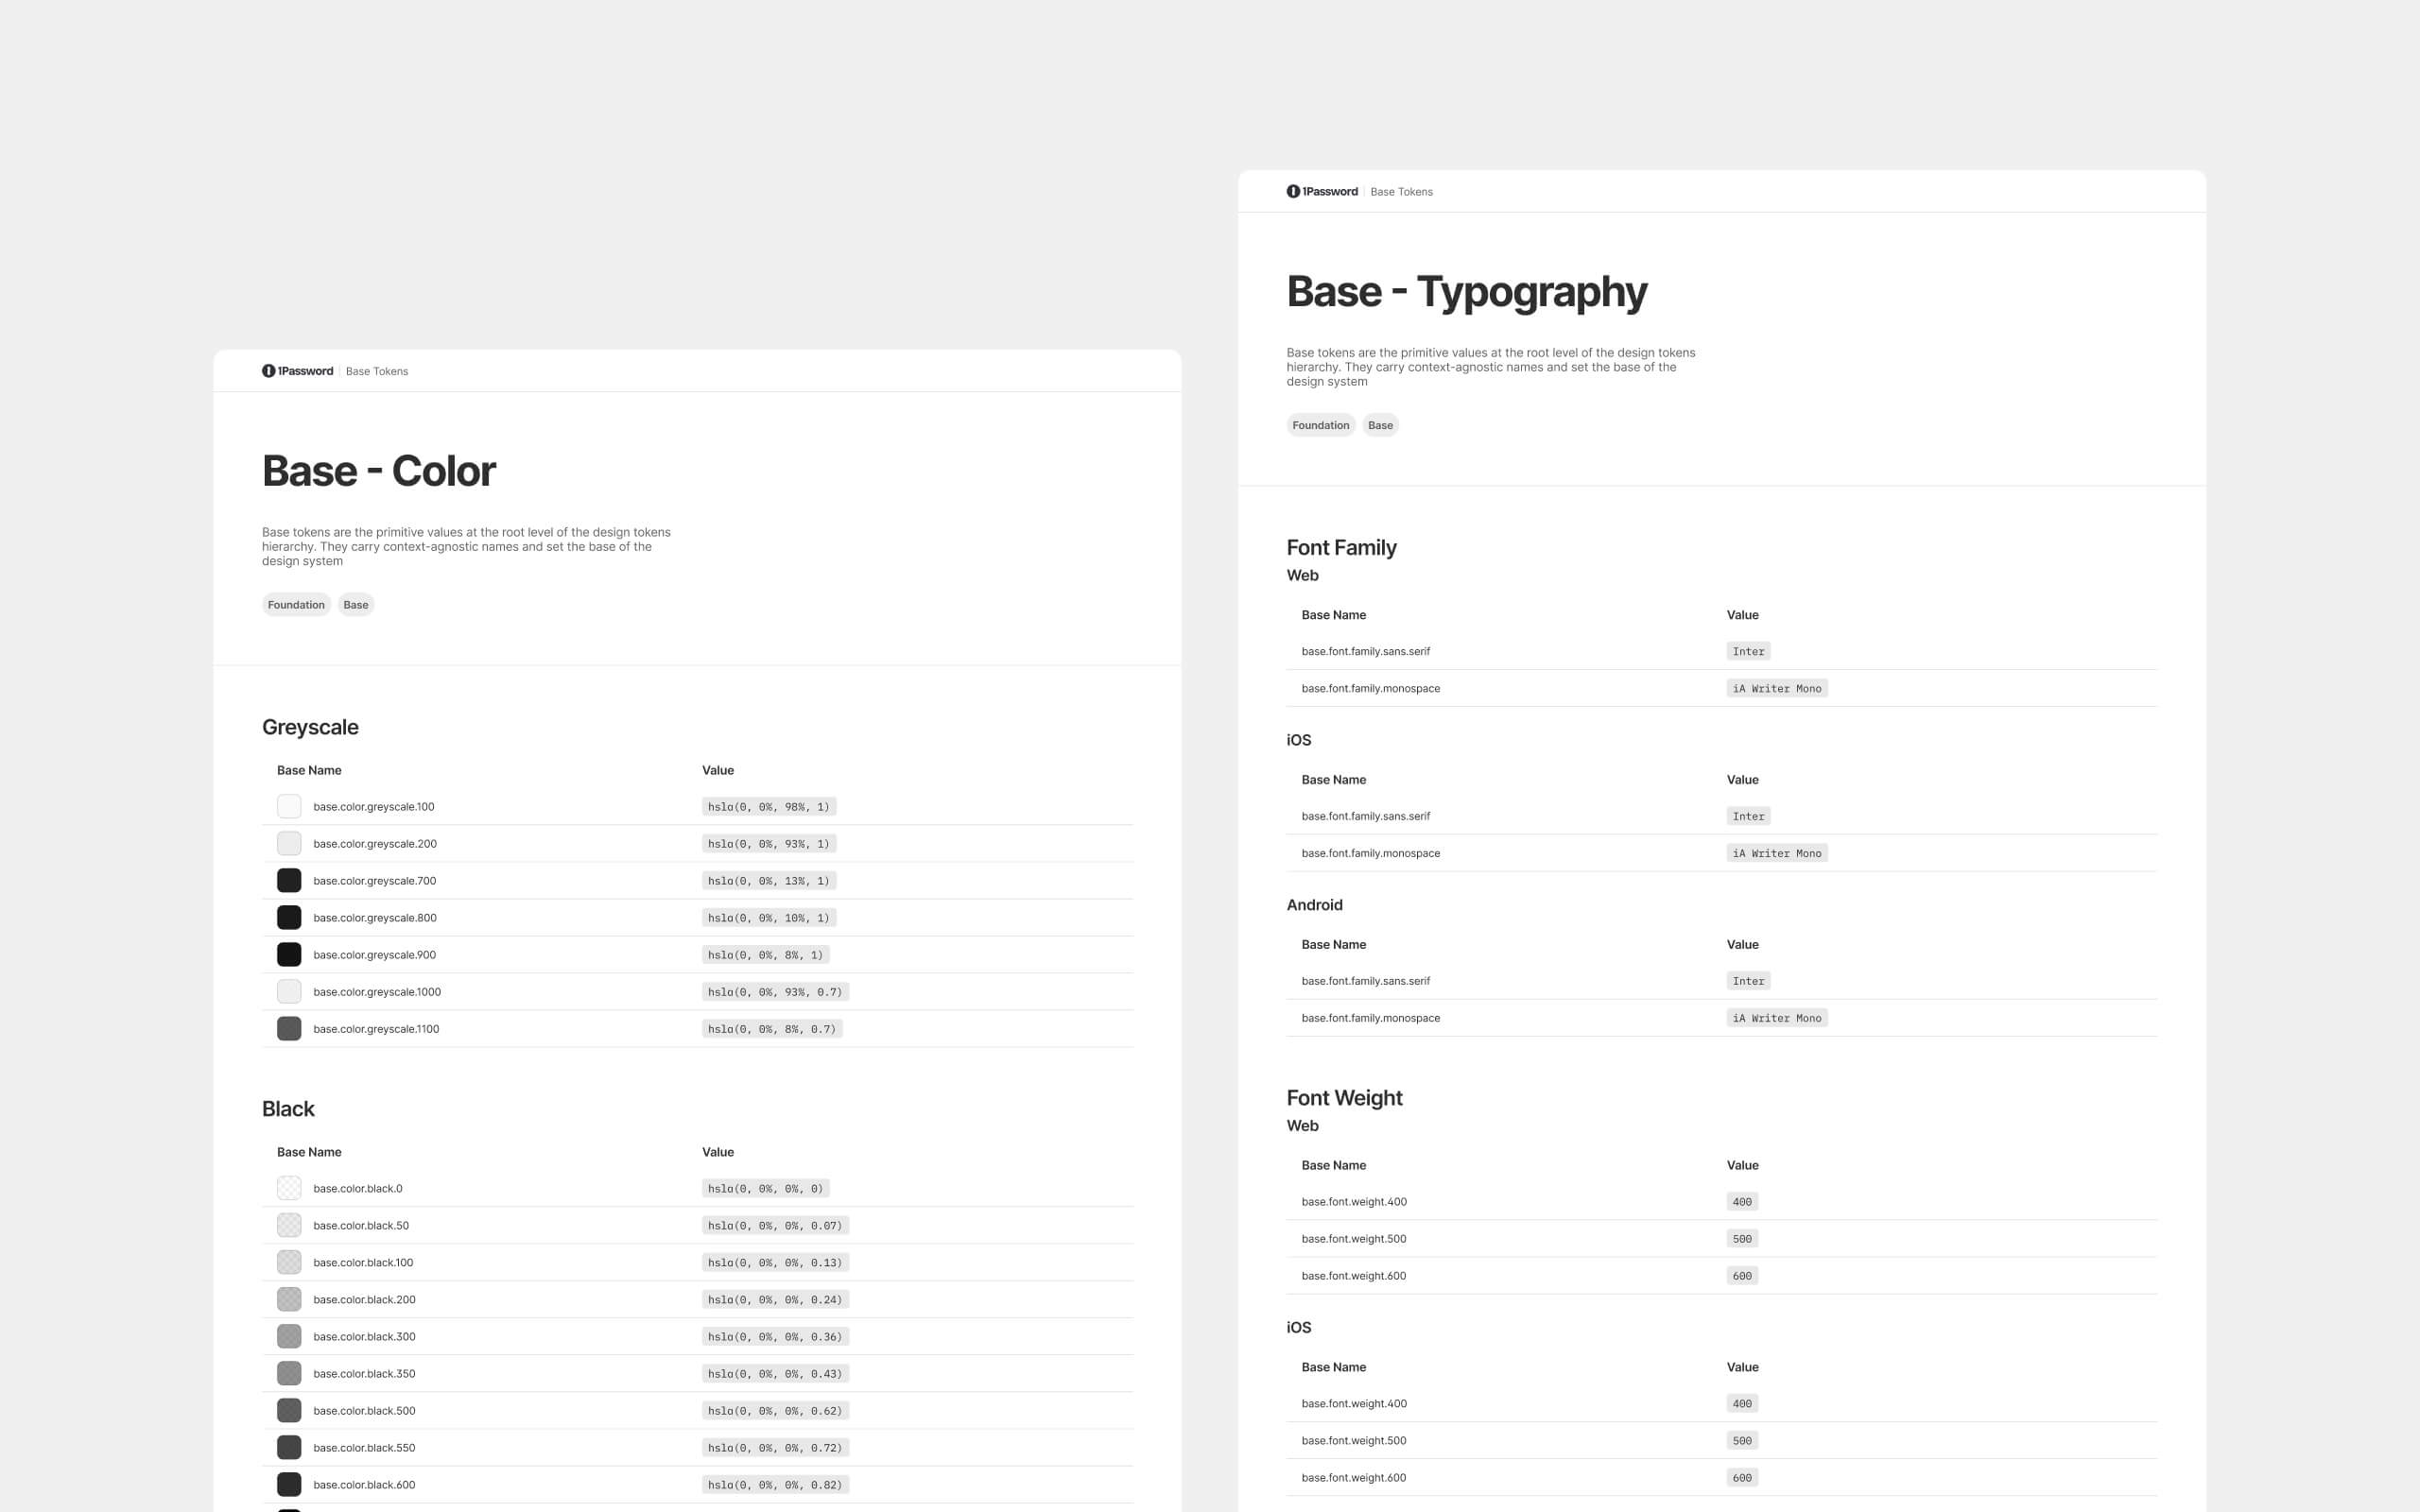 1Password Base Tokens
Base - Color
Base tokens are the primitive values at the root level of the design tokens
hierarchy. They carry context-agnostic names and set the base of the
design system
Foundation Base
Greyscale
Base Name Value
base.color.greyscale.100 hsla(0, 0%, 98%, 1)
base.color.greyscale.200 hsla(0, 0%, 93%, 1)
base.color.greyscale.700 hsla(0, 0%, 13%, 1)
base.color.greyscale.800 hsla(0, 0%, 10%, 1)
base.color.greyscale.900 hsla(0, 0%, 8%, 1)
base.color.greyscale.1000 hsla(0, 0%, 93%, 0.7)
base.color.greyscale.1100 hsla(0, 0%, 8%, 0.7)
Black
Base Name Value
base.color.black.0 hsla(0, 0%, 0%, 0)
base.color.black.50 hsla(0, 0%, 0%, 0.07)
base.color.black.100 hsla(0, 0%, 0%, 0.13)
base.color.black.200 hsla(0, 0%, 0%, 0.24)
base.color.black.300 hsla(0, 0%, 0%, 0.36)
base.color.black.350 hsla(0, 0%, 0%, 0.43)
base.color.black.500 hsla(0, 0%, 0%, 0.62)
base.color.black.550 hsla(0, 0%, 0%, 0.72)
base.color.black.600 hsla(0, 0%, 0%, 0.82)
1Password Base Tokens
Base - Typography
Base tokens are the primitive values at the root level of the design tokens
hierarchy. They carry context-agnostic names and set the base of the
design system
Foundation Base
Font Family
Web
Base Name Value
base.font.family.sans.serif Inter
base.font.family.monospace iA Writer Mono
iOS
Base Name Value
base.font.family.sans.serif Inter
base.font.family.monospace iA Writer Mono
Android
Base Name Value
base.font.family.sans.serif Inter
base.font.family.monospace iA Writer Mono
Font Weight
Web
Base Name Value
base.font.weight.400 400
base.font.weight.500 500
base.font.weight.600 600
iOS
Base Name Value
base.font.weight.400 400
base.font.weight.500 500
base.font.weight.600 600